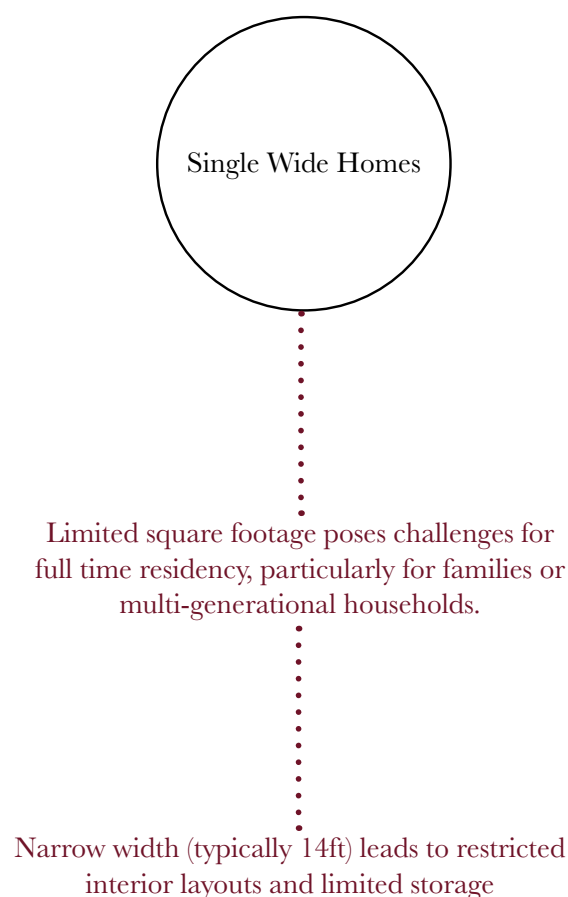 Single Wide Homes
Limited square footage poses challenges for
full time residency, particularly for families or
multi-generational households.
Narrow width (typically 14ft) leads to restricted
interior layouts and limited storage